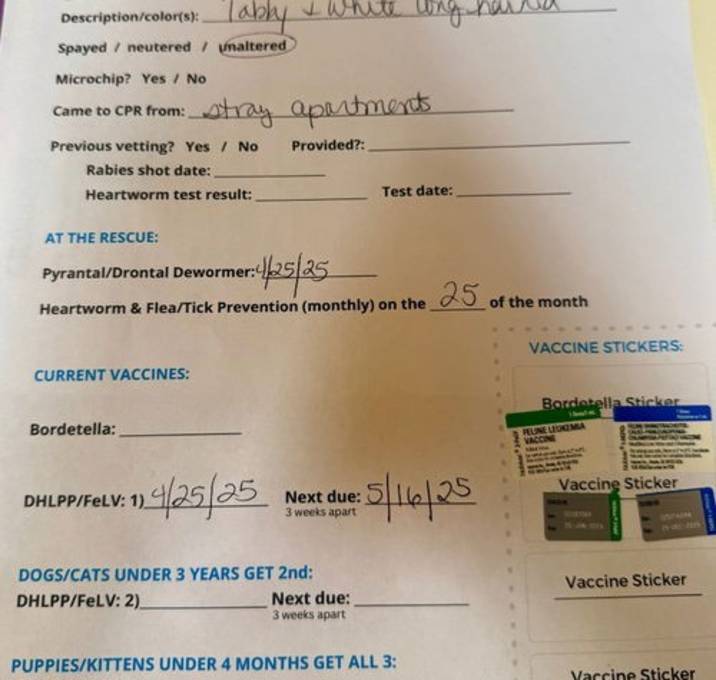 Description/color(s): Tabby + White long haired
Spayed / neutered / unaltered
Microchip? Yes / No
Came to CPR from: stray apartments
Previous vetting? Yes / No Provided?:
Rabies shot date:
Heartworm test result: Test date:
AT THE RESCUE:
Pyrantal/Drontal Dewormer: 4/25/25
Heartworm & Flea/Tick Prevention (monthly) on the 25 of the month
VACCINE STICKERS:
CURRENT VACCINES:
Bordetella Sticker
Bordetella:
FELINE LEUKEMIA
VACCINE
Vaccine Sticker
DHLPP/FeLV: 1) 4/25/25 Next due: 5/16/25
3 weeks apart
DOGS/CATS UNDER 3 YEARS GET 2nd:
Vaccine Sticker
DHLPP/FeLV: 2) Next due:
3 weeks apart
PUPPIES/KITTENS UNDER 4 MONTHS GET ALL 3:
Vaccine Sticker